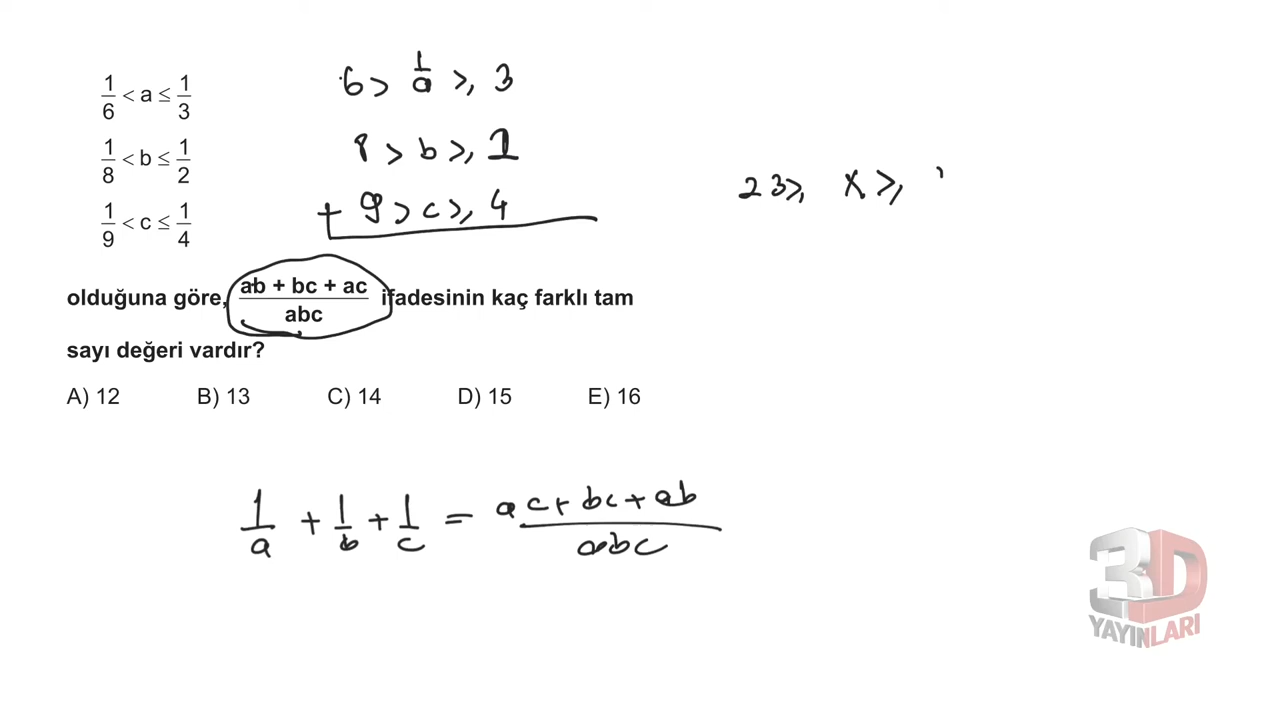 1/6 < a ≤ 1/3
1/8 < b ≤ 1/2
1/9 < c ≤ 1/4
6 > 1/a ≥ 3
8 > b ≥ 1
+ 9 > c ≥ 4
23 ≥ x ≥
olduğuna göre, (ab + bc + ac)/(abc) ifadesinin kaç farklı tam
sayı değeri vardır?
A) 12 B) 13 C) 14 D) 15 E) 16
1/a + 1/b + 1/c = (ac + bc + ab)/(abc)
3D
YAYINLARI